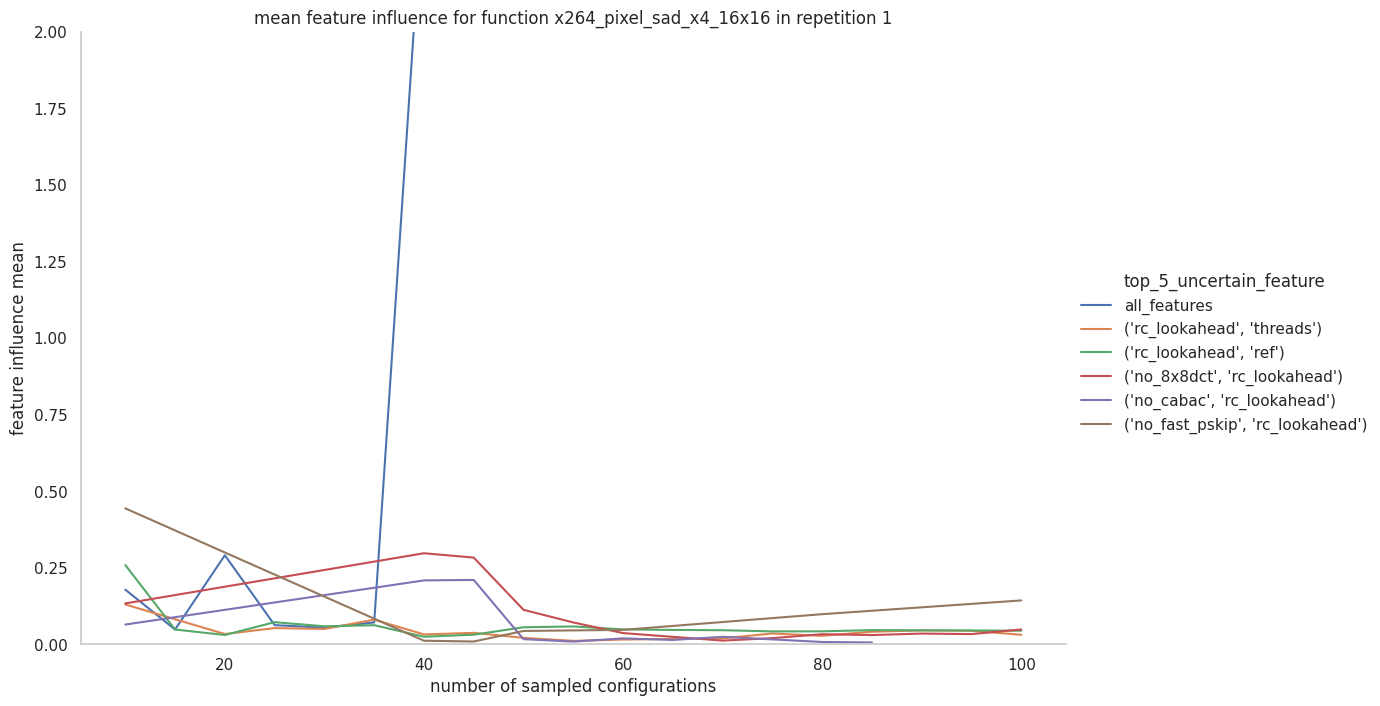 mean feature influence for function x264_pixel_sad_x4_16x16 in repetition 1
feature influence mean
2.00
1.75
1.50
1.25
1.00
0.75
0.50
0.25
0.00
20
40
60
80
100
number of sampled configurations
top_5_uncertain_feature
all_features
('rc_lookahead', 'threads')
('rc_lookahead', 'ref')
('no_8x8dct', 'rc_lookahead')
('no_cabac', 'rc_lookahead')
('no_fast_pskip', 'rc_lookahead')